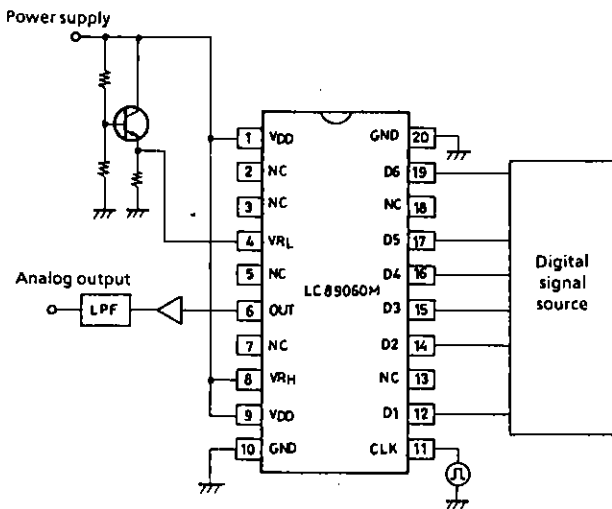 Power supply
1 VDD
2 NC
3 NC
4 VRL
5 NC
6 OUT
7 NC
8 VRH
9 VDD
10 GND
GND 20
D6 19
NC 18
D5 17
D4 16
D3 15
D2 14
NC 13
D1 12
CLK 11
LC89060M
Analog output
LPF
Digital
signal
source